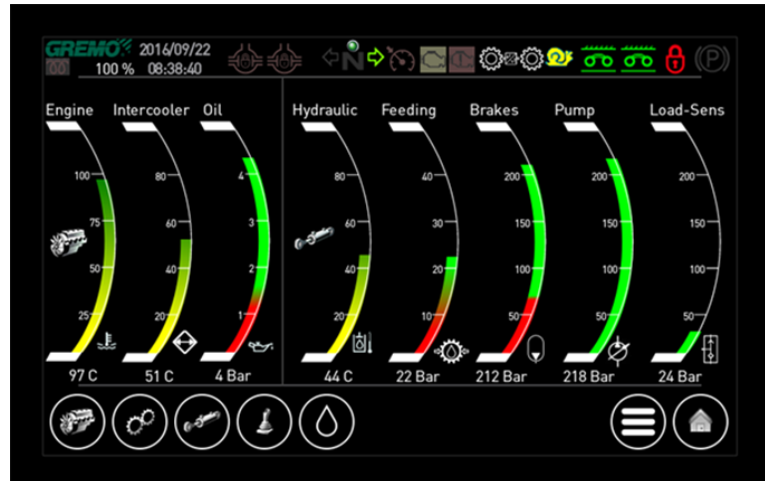 GREMO 2016/09/22
100 % 08:38:40
N
(P)
Engine Intercooler Oil Hydraulic Feeding Brakes Pump Load-Sens
100 80 4 80 40 200 200 200
75 60 3 60 30 150 150 150
50 40 2 40 20 100 100 100
25 20 1 20 10 50 50 50
97 C 51 C 4 Bar 44 C 22 Bar 212 Bar 218 Bar 24 Bar